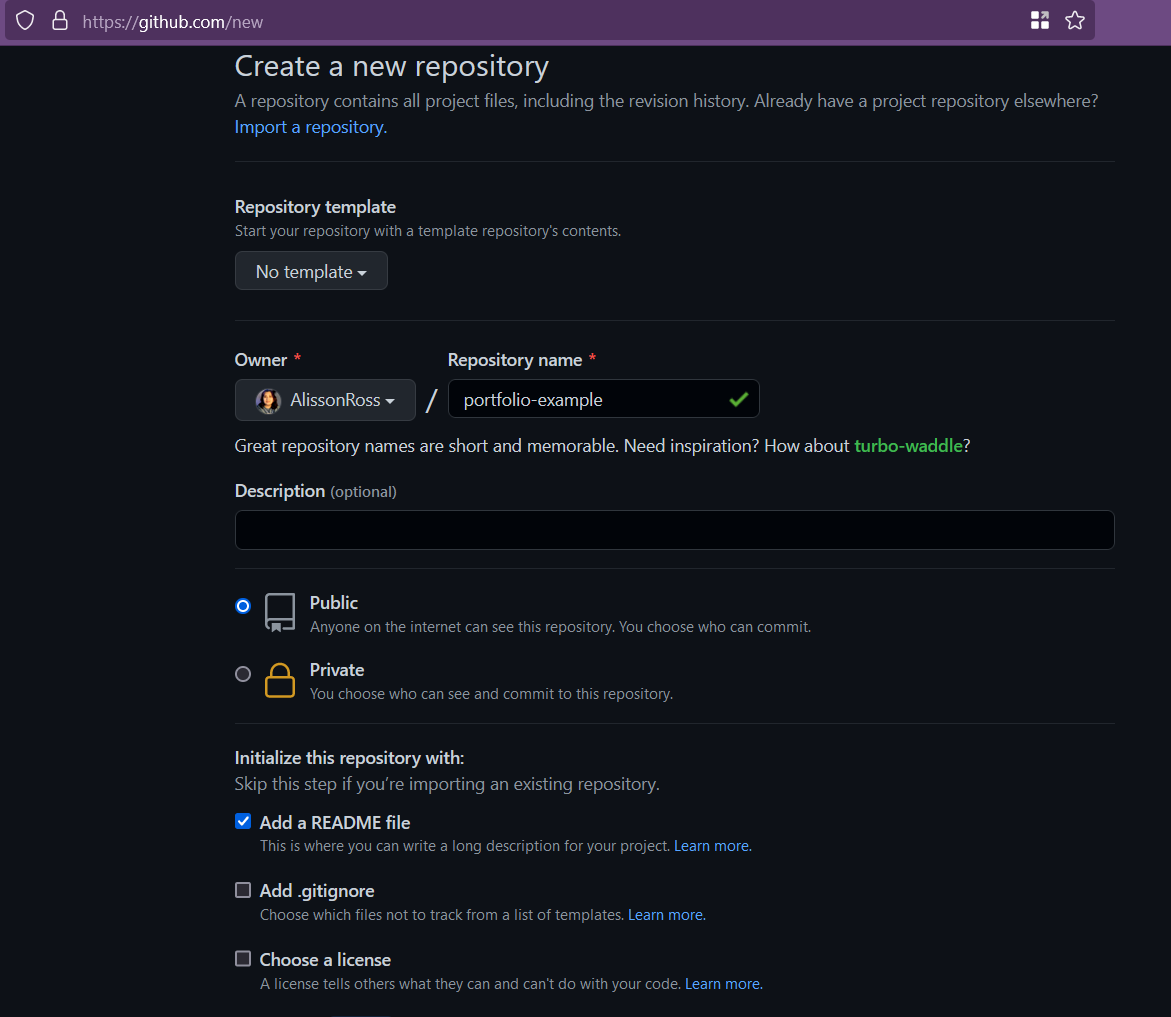 https://github.com/new
Create a new repository
A repository contains all project files, including the revision history. Already have a project repository elsewhere?
Import a repository.
Repository template
Start your repository with a template repository's contents.
No template
Owner *
Repository name *
AlissonRoss
/
portfolio-example
Great repository names are short and memorable. Need inspiration? How about turbo-waddle?
Description (optional)
Public
Anyone on the internet can see this repository. You choose who can commit.
Private
You choose who can see and commit to this repository.
Initialize this repository with:
Skip this step if you’re importing an existing repository.
Add a README file
This is where you can write a long description for your project. Learn more.
Add .gitignore
Choose which files not to track from a list of templates. Learn more.
Choose a license
A license tells others what they can and can't do with your code. Learn more.